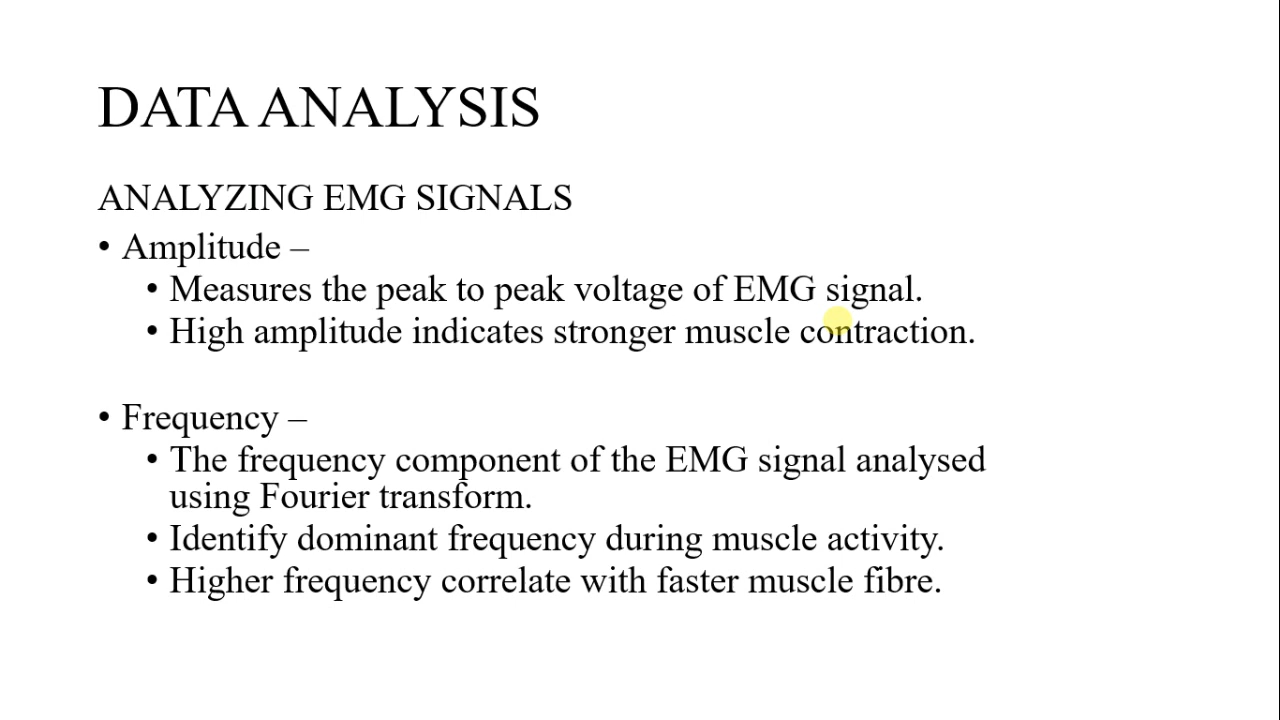 DATA ANALYSIS
ANALYZING EMG SIGNALS
• Amplitude –
• Measures the peak to peak voltage of EMG signal.
• High amplitude indicates stronger muscle contraction.
• Frequency –
• The frequency component of the EMG signal analysed
using Fourier transform.
• Identify dominant frequency during muscle activity.
• Higher frequency correlate with faster muscle fibre.